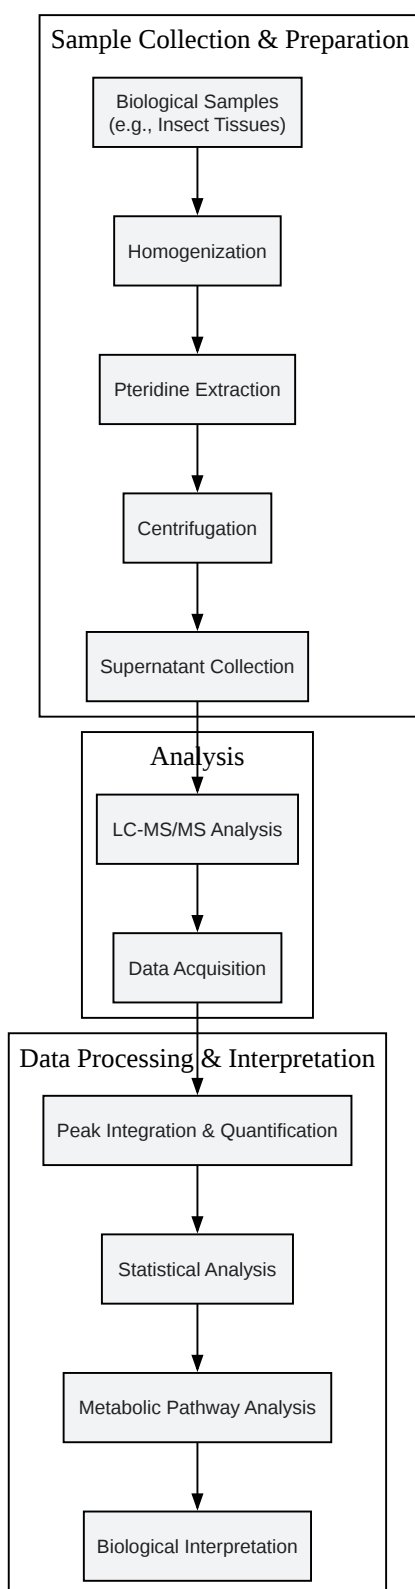 Sample Collection & Preparation
Biological Samples
(e.g., Insect Tissues)
Homogenization
Pteridine Extraction
Centrifugation
Supernatant Collection
Analysis
LC-MS/MS Analysis
Data Acquisition
Data Processing & Interpretation
Peak Integration & Quantification
Statistical Analysis
Metabolic Pathway Analysis
Biological Interpretation